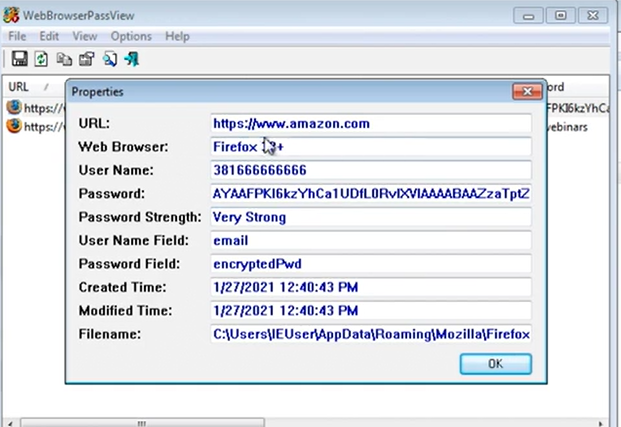 WebBrowserPassView
File Edit View Options Help
URL / ord
https:// PKI6kzYhCa
https:// webinars
Properties
URL: https://www.amazon.com
Web Browser: Firefox
User Name: 381666666666
Password:
Password Strength: Very Strong
User Name Field: email
Password Field: encryptedPwd
Created Time: 1/27/2021 12:40:43 PM
Modified Time: 1/27/2021 12:40:43 PM
Filename: C:\Users\IEUser\AppData\Roaming\Mozilla\Firefox
OK